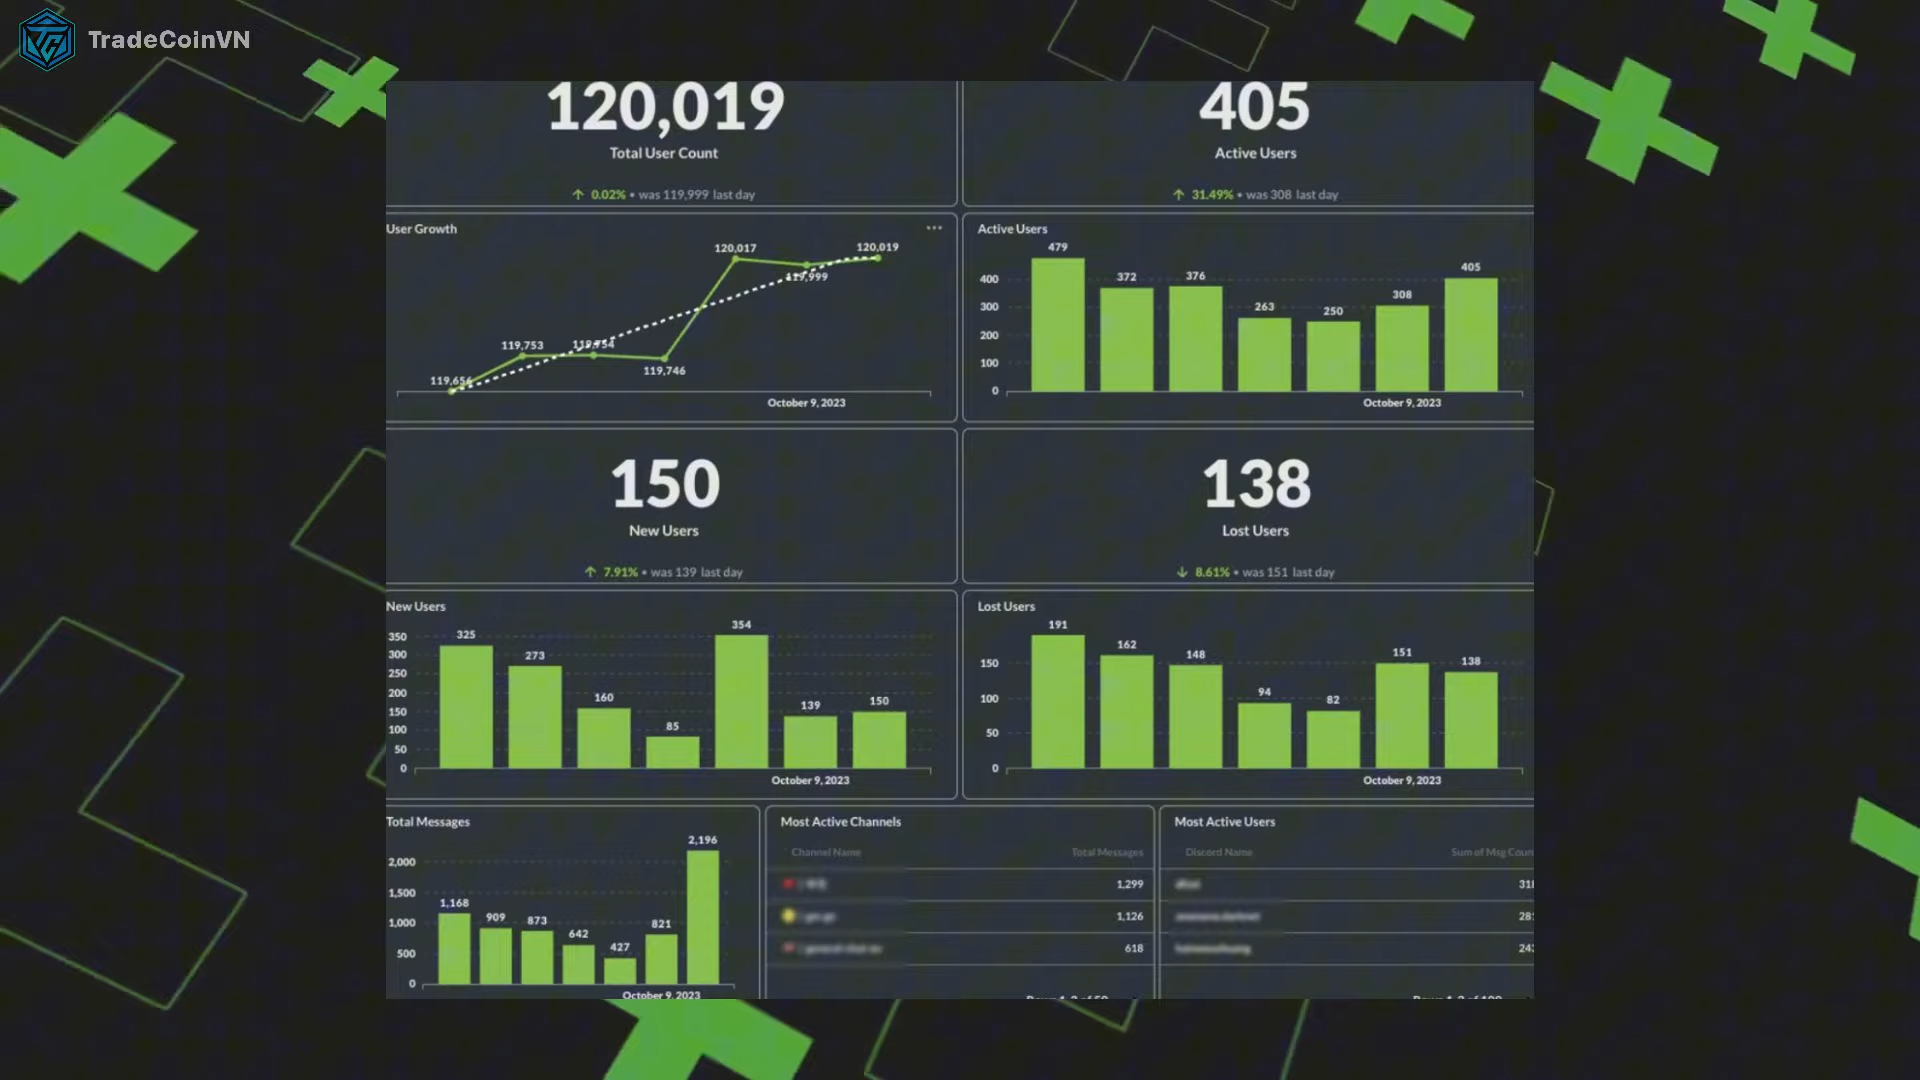 TradeCoinVN
120,019
Total User Count
↑ 0.02% • was 119,999 last day
405
Active Users
↑ 31.49% • was 308 last day
User Growth
120,017
120,019
119,999
119,753
119,746
October 9, 2023
Active Users
479
372
376
263
250
308
405
400
300
200
100
0
October 9, 2023
150
New Users
↑ 7.91% • was 139 last day
138
Lost Users
↓ 8.61% • was 151 last day
New Users
350
300
250
200
150
100
50
0
325
273
160
85
354
139
150
October 9, 2023
Lost Users
150
100
50
0
191
162
148
94
82
151
138
October 9, 2023
Total Messages
2,000
1,500
1,000
500
0
1,168
909
873
642
427
821
2,196
October 9, 2023
Most Active Channels
Channel Name Total Messages
1,299
1,126
618
Most Active Users
Discord Name Sum of Msg